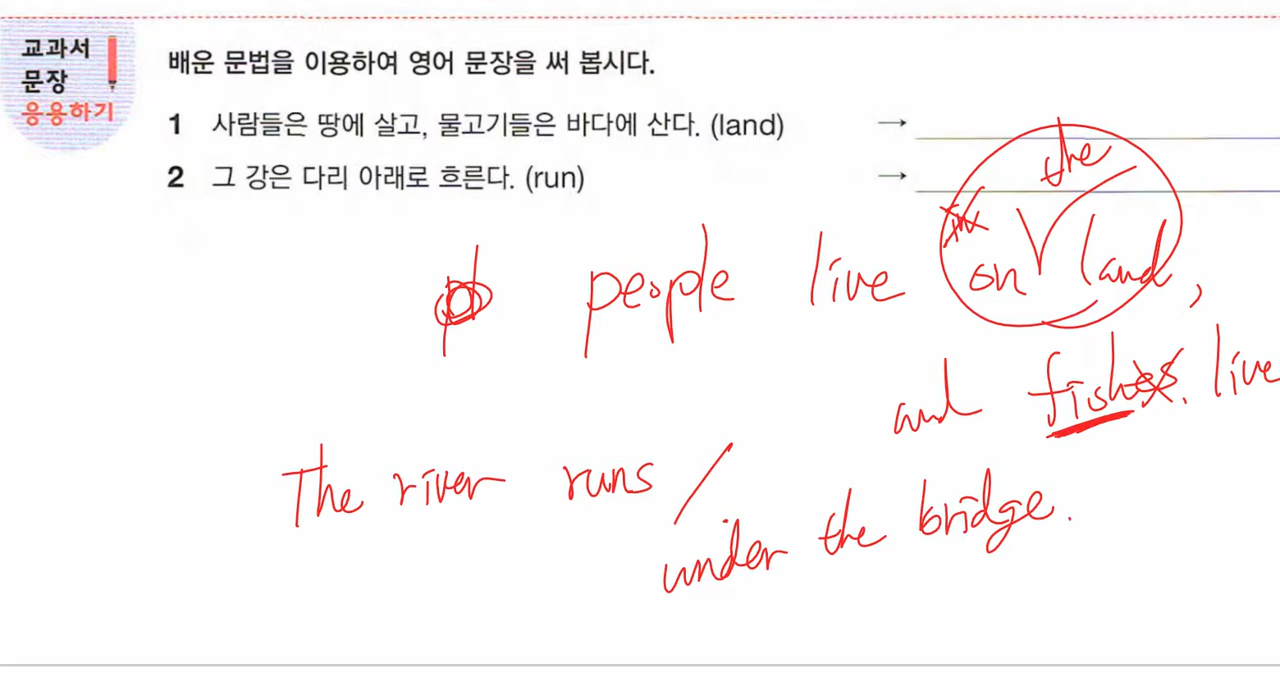 교과서
문장
응용하기
배운 문법을 이용하여 영어 문장을 써 봅시다.
1 사람들은 땅에 살고, 물고기들은 바다에 산다. (land) →
2 그 강은 다리 아래로 흐른다. (run) →
the
people live on land,
and fishes. live
The river runs /
under the bridge.